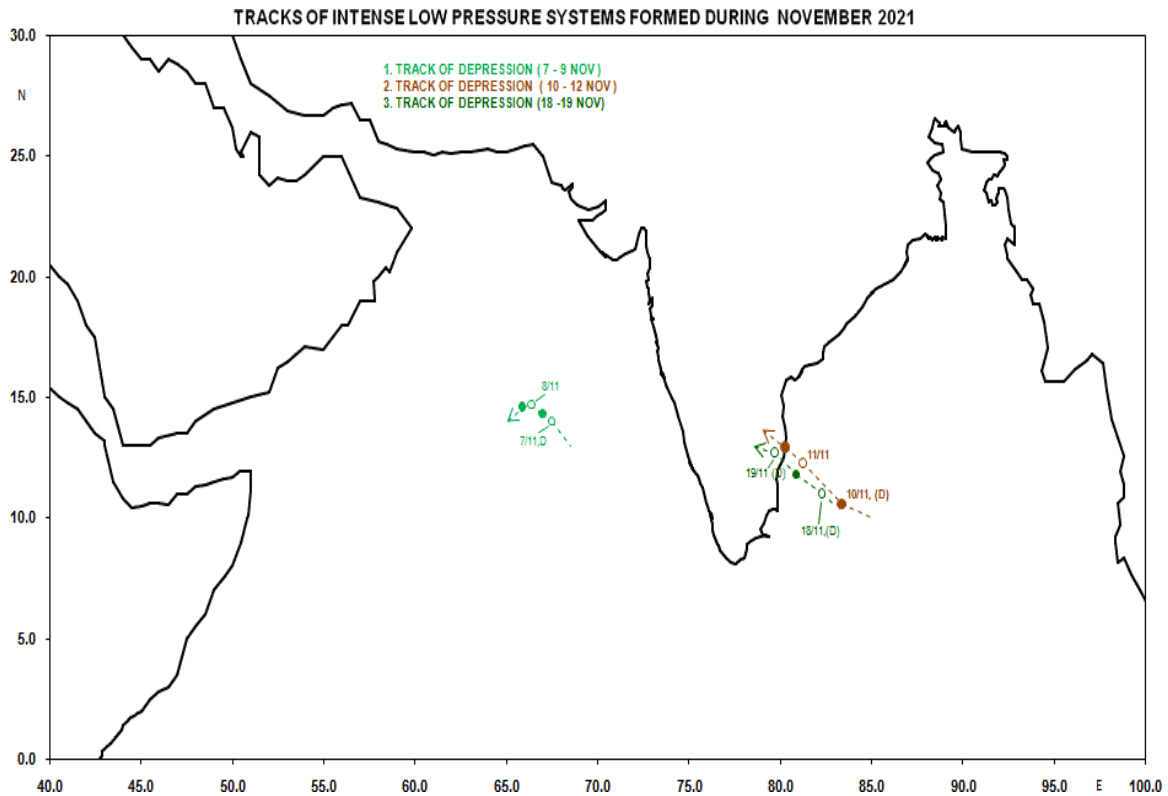 TRACKS OF INTENSE LOW PRESSURE SYSTEMS FORMED DURING NOVEMBER 2021
30.0
N
1. TRACK OF DEPRESSION ( 7 - 9 NOV )
2. TRACK OF DEPRESSION ( 10 - 12 NOV )
3. TRACK OF DEPRESSION (18 -19 NOV)
25.0
20.0
15.0
8/11
7/11,D
11/11
19/11 (D)
10/11, (D)
18/11,(D)
10.0
5.0
0.0
40.0 45.0 50.0 55.0 60.0 65.0 70.0 75.0 80.0 85.0 90.0 95.0 E 100.0